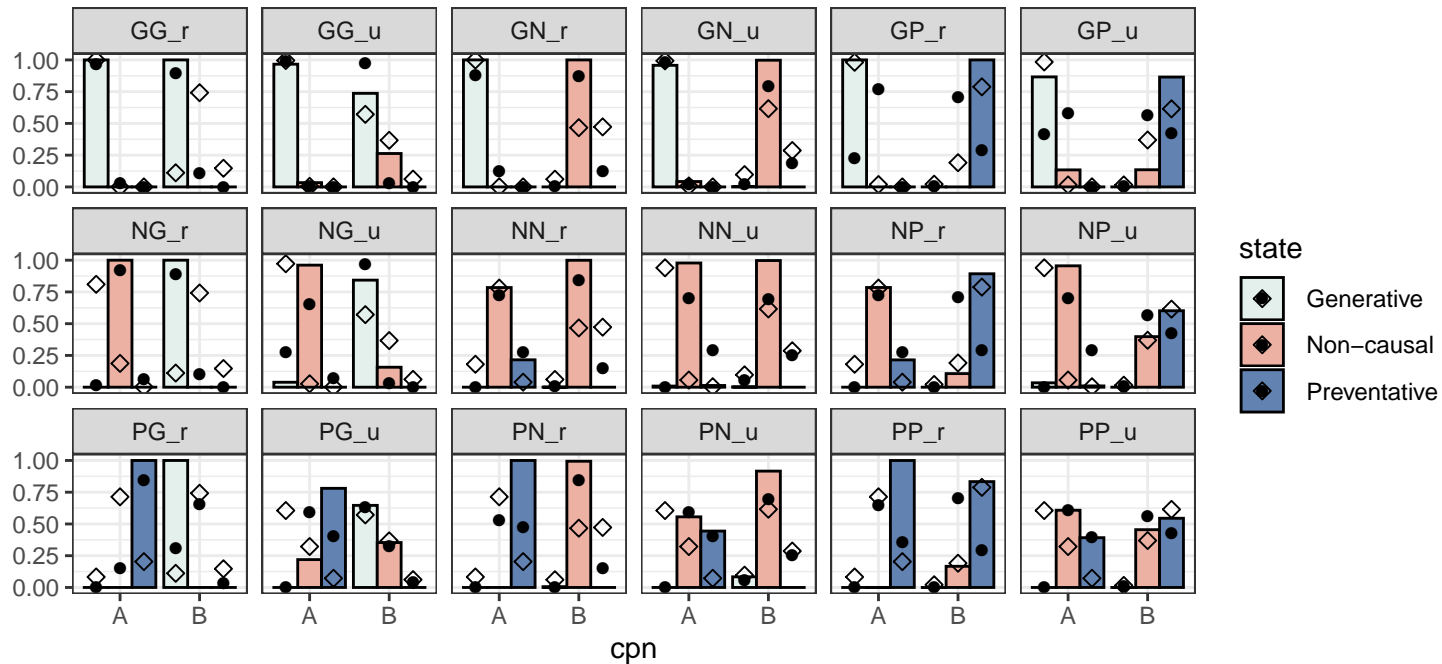 GG_r GG_u GN_r GN_u GP_r GP_u
1.00
0.75
0.50
0.25
0.00
NG_r NG_u NN_r NN_u NP_r NP_u
1.00
0.75
0.50
0.25
0.00
PG_r PG_u PN_r PN_u PP_r PP_u
1.00
0.75
0.50
0.25
0.00
A B A B A B A B A B A B
cpn
state
Generative
Non−causal
Preventative